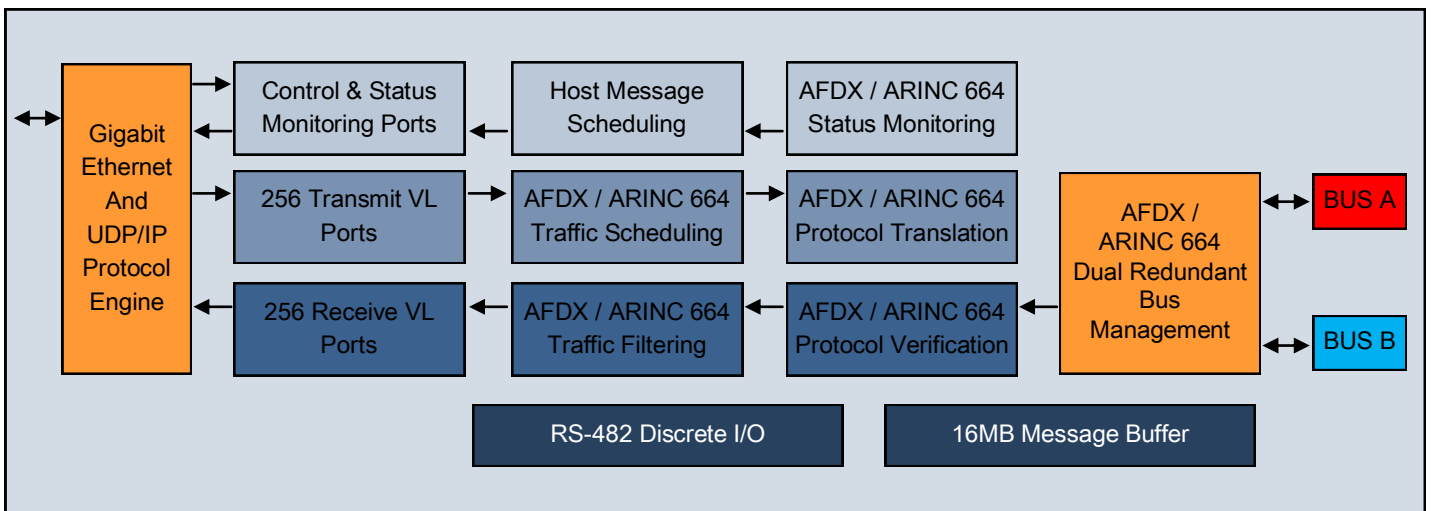 Gigabit
Ethernet
And
UDP/IP
Protocol
Engine
Control & Status
Monitoring Ports
Host Message
Scheduling
AFDX / ARINC 664
Status Monitoring
256 Transmit VL
Ports
AFDX / ARINC 664
Traffic Scheduling
AFDX / ARINC 664
Protocol Translation
256 Receive VL
Ports
AFDX / ARINC 664
Traffic Filtering
AFDX / ARINC 664
Protocol Verification
AFDX /
ARINC 664
Dual Redundant
Bus
Management
BUS A
BUS B
RS-482 Discrete I/O
16MB Message Buffer